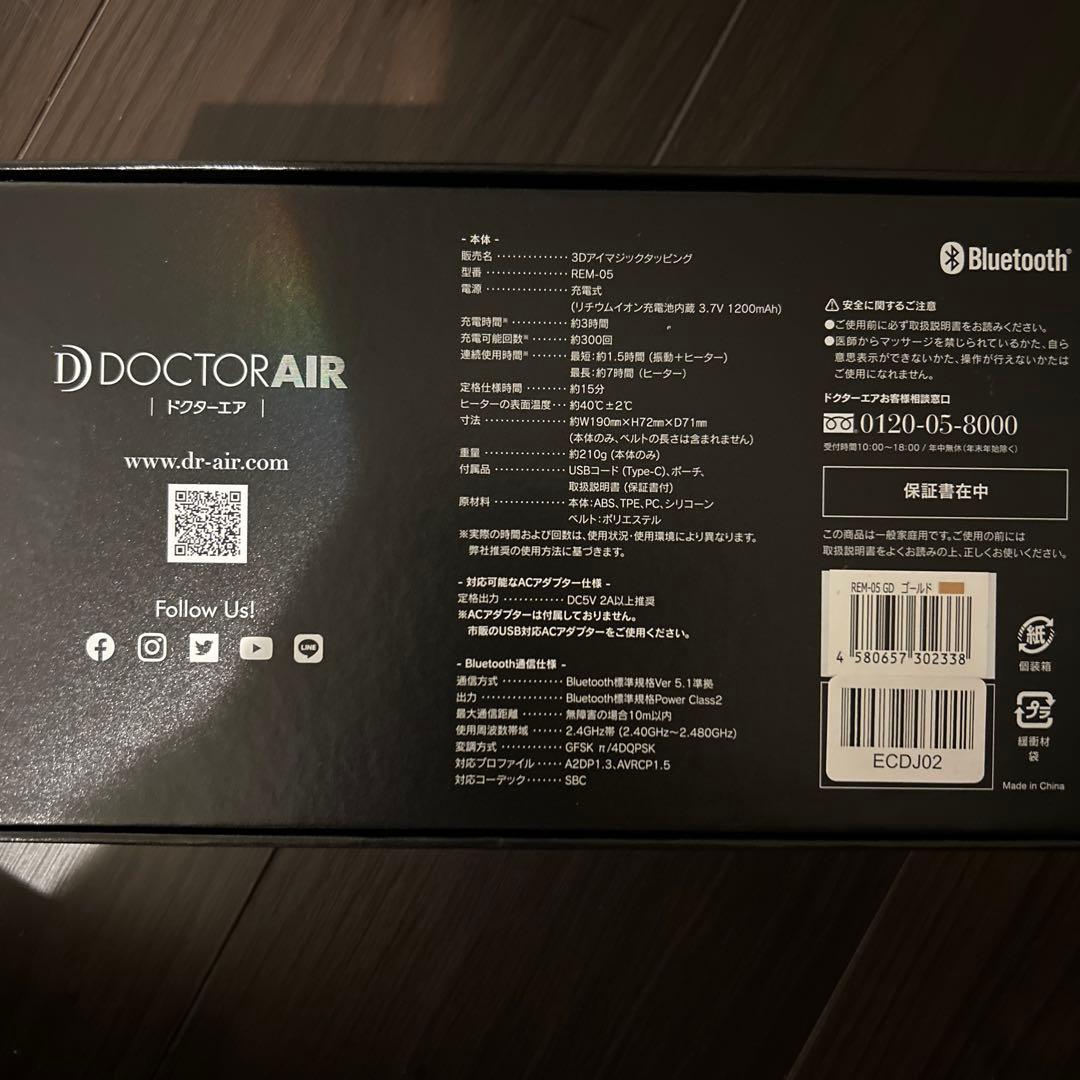 DOCTORAIR
| ドクターエア |
www.dr-air.com
Follow Us!
LINE
- 本体 -
販売名 ・・・・・・・・・・・・・ 3Dアイマジックタッピング
型番 ・・・・・・・・・・・・・・・ REM-05
電源 ・・・・・・・・・・・・・・・ 充電式
(リチウムイオン充電池内蔵 3.7V 1200mAh)
充電時間※ ・・・・・・・・・・ 約3時間
充電可能回数※ ・・・・・・ 約300回
連続使用時間※ ・・・・・・ 最短:約1.5時間 (振動+ヒーター)
最長:約7時間 (ヒーター)
定格仕様時間 ・・・・・・・ 約15分
ヒーターの表面温度・・・ 約40℃±2℃
寸法 ・・・・・・・・・・・・・・・ 約W190㎜×H72㎜×D71㎜
(本体のみ、ベルトの長さは含まれません)
重量 ・・・・・・・・・・・・・・・ 約210g (本体のみ)
付属品 ・・・・・・・・・・・・・ USBコード (Type-C)、ポーチ、
取扱説明書 (保証書付)
原材料 ・・・・・・・・・・・・・ 本体:ABS、TPE、PC、シリコーン
ベルト:ポリエステル
※実際の時間および回数は、使用状況・使用環境により異なります。
弊社推奨の使用方法に基づきます。
- 対応可能なACアダプター仕様 -
定格出力 ・・・・・・・・・・・ DC5V 2A以上推奨
※ACアダプターは付属しておりません。
市販のUSB対応ACアダプターをご使用ください。
- Bluetooth通信仕様 -
通信方式 ・・・・・・・・・・・ Bluetooth標準規格Ver 5.1準拠
出力 ・・・・・・・・・・・・・・・ Bluetooth標準規格Power Class2
最大通信距離 ・・・・・・・ 無障害の場合10m以内
使用周波数帯域 ・・・・・ 2.4GHz帯 (2.40GHz～2.480GHz)
変調方式 ・・・・・・・・・・・ GFSK π/4DQPSK
対応プロファイル・・・・・ A2DP1.3、AVRCP1.5
対応コーデック・・・・・・・ SBC
Bluetooth®
⚠ 安全に関するご注意
●ご使用前に必ず取扱説明書をお読みください。
●医師からマッサージを禁じられているかた、自ら
意思表示ができないかた、操作が行えないかたは
ご使用になれません。
ドクターエアお客様相談窓口
0120-05-8000
受付時間10:00～18:00 / 年中無休(年末年始除く)
保証書在中
この商品は一般家庭用です。ご使用の前には
取扱説明書をよくお読みの上、正しくお使いください。
REM-05 GD ゴールド
4 580657 302338
ECDJ02
紙
個装箱
プラ
緩衝材
袋
Made in China